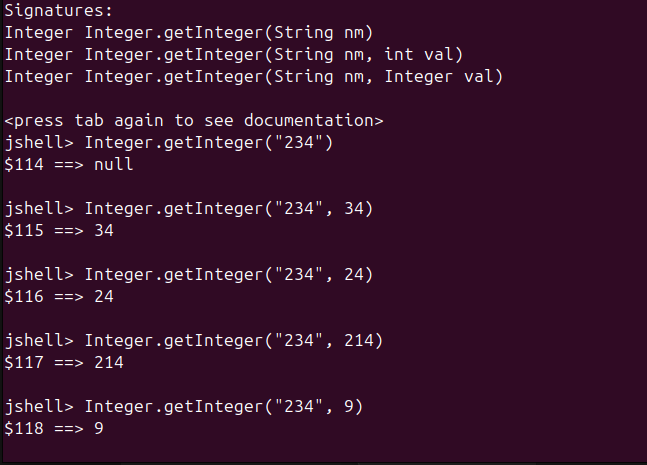 Signatures:
Integer Integer.getInteger(String nm)
Integer Integer.getInteger(String nm, int val)
Integer Integer.getInteger(String nm, Integer val)
<press tab again to see documentation>
jshell> Integer.getInteger("234")
$114 ==> null
jshell> Integer.getInteger("234", 34)
$115 ==> 34
jshell> Integer.getInteger("234", 24)
$116 ==> 24
jshell> Integer.getInteger("234", 214)
$117 ==> 214
jshell> Integer.getInteger("234", 9)
$118 ==> 9